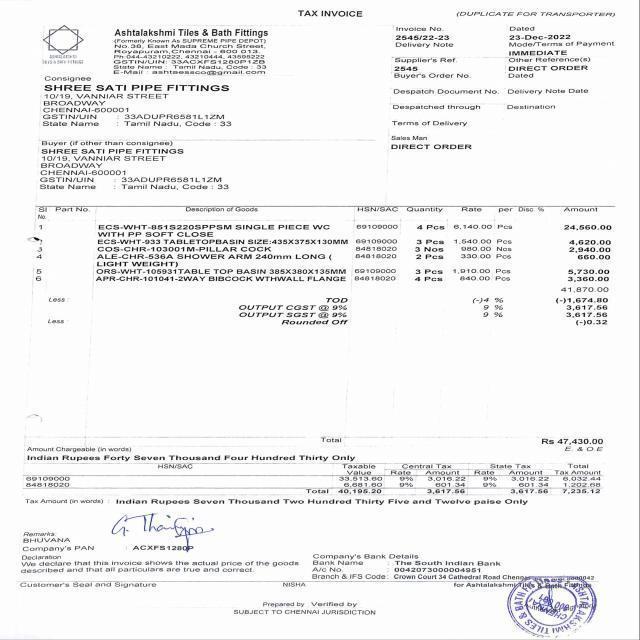 TAX INVOICE
(DUPLICATE FOR TRANSPORTER)
ASHTALAKSHMI
TILES & BATH FITTINGS
Ashtalakshmi Tiles & Bath Fittings
(Formerly Known As SUPREME PIPE DEPOT)
No.38, East Mada Church Street,
Royapuram,Chennai - 600 013.
Ph 044-43210222, 43210444, 43598222
GSTIN/UIN: 33ACXFS1280P1ZB
State Name : Tamil Nadu, Code : 33
E-Mail : ashtaessco@gmail.com
Invoice No. Dated
2545/22-23 23-Dec-2022
Delivery Note Mode/Terms of Payment
IMMEDIATE
Supplier's Ref. Other Reference(s)
2545 DIRECT ORDER
Buyer's Order No. Dated
Despatch Document No. Delivery Note Date
Despatched through Destination
Terms of Delivery
Sales Man
DIRECT ORDER
Consignee
SHREE SATI PIPE FITTINGS
10/19, VANNIAR STREET
BROADWAY
CHENNAI-600001
GSTIN/UIN : 33ADUPR6581L1ZM
State Name : Tamil Nadu, Code : 33
Buyer (if other than consignee)
SHREE SATI PIPE FITTINGS
10/19, VANNIAR STREET
BROADWAY
CHENNAI-600001
GSTIN/UIN : 33ADUPR6581L1ZM
State Name : Tamil Nadu, Code : 33
Sl No. Part No. Description of Goods HSN/SAC Quantity Rate per Disc. % Amount
1 ECS-WHT-851S220SPPSM SINGLE PIECE WC 69109000 4 Pcs 6,140.00 Pcs 24,560.00
WITH PP SOFT CLOSE
ECS-WHT-933 TABLETOPBASIN SIZE:435X375X130MM 69109000 3 Pcs 1,540.00 Pcs 4,620.00
3 COS-CHR-103001M-PILLAR COCK 84818020 3 Nos 980.00 Nos 2,940.00
4 ALE-CHR-536A SHOWER ARM 240mm LONG ( 84818020 2 Pcs 330.00 Pcs 660.00
LIGHT WEIGHT)
5 ORS-WHT-105931TABLE TOP BASIN 385X380X135MM 69109000 3 Pcs 1,910.00 Pcs 5,730.00
6 APR-CHR-101041-2WAY BIBCOCK WTHWALL FLANGE 84818020 4 Pcs 840.00 Pcs 3,360.00
41,870.00
Less : TOD (-)4 % (-)1,674.80
OUTPUT CGST @ 9% 9 % 3,617.56
OUTPUT SGST @ 9% 9 % 3,617.56
Less : Rounded Off (-)0.32
Total Rs 47,430.00
Amount Chargeable (in words) E. & O.E
Indian Rupees Forty Seven Thousand Four Hundred Thirty Only
HSN/SAC Taxable Central Tax State Tax Total
Value Rate Amount Rate Amount Tax Amount
69109000 33,513.60 9% 3,016.22 9% 3,016.22 6,032.44
84818020 6,681.60 9% 601.34 9% 601.34 1,202.68
Total 40,195.20 3,617.56 3,617.56 7,235.12
Tax Amount (in words) : Indian Rupees Seven Thousand Two Hundred Thirty Five and Twelve paise Only
Remarks:
BHUVANA
Company's PAN : ACXFS1280P
Declaration
We declare that this invoice shows the actual price of the goods
described and that all particulars are true and correct.
Company's Bank Details
Bank Name : The South Indian Bank
A/c No. : 0042073000004951
Branch & IFS Code: Crown Court 34 Cathedral Road Chennai
Customer's Seal and Signature
NISHA
for Ashtalakshmi Tiles & Bath Fittings
Prepared by Verified by
SUBJECT TO CHENNAI JURISDICTION